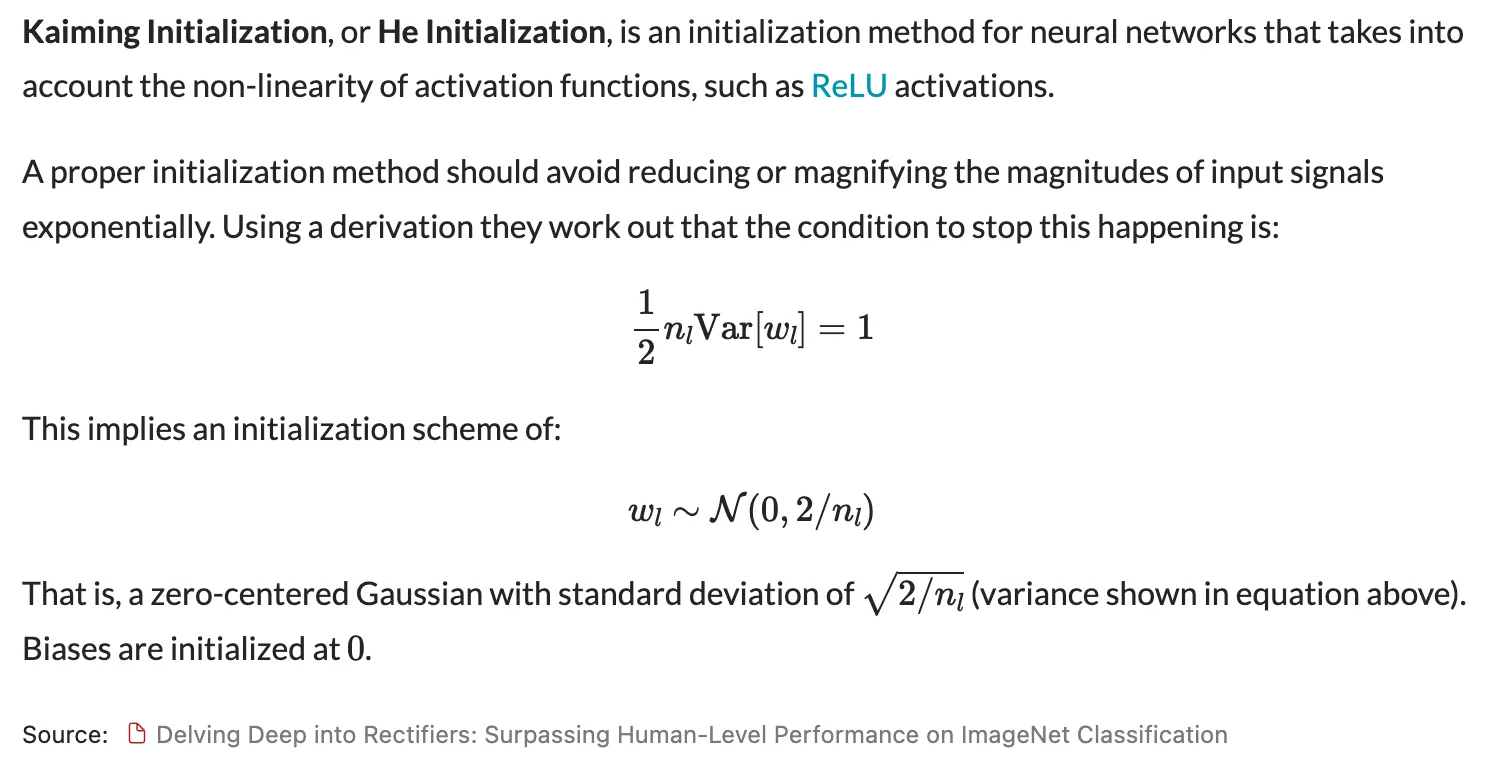 Kaiming Initialization, or He Initialization, is an initialization method for neural networks that takes into
account the non-linearity of activation functions, such as ReLU activations.
A proper initialization method should avoid reducing or magnifying the magnitudes of input signals
exponentially. Using a derivation they work out that the condition to stop this happening is:
$\frac{1}{2} n_l \text{Var}[w_l] = 1$
This implies an initialization scheme of:
$w_l \sim \mathcal{N}(0, 2/n_l)$
That is, a zero-centered Gaussian with standard deviation of $\sqrt{2/n_l}$ (variance shown in equation above).
Biases are initialized at 0.
Source: Delving Deep into Rectifiers: Surpassing Human-Level Performance on ImageNet Classification